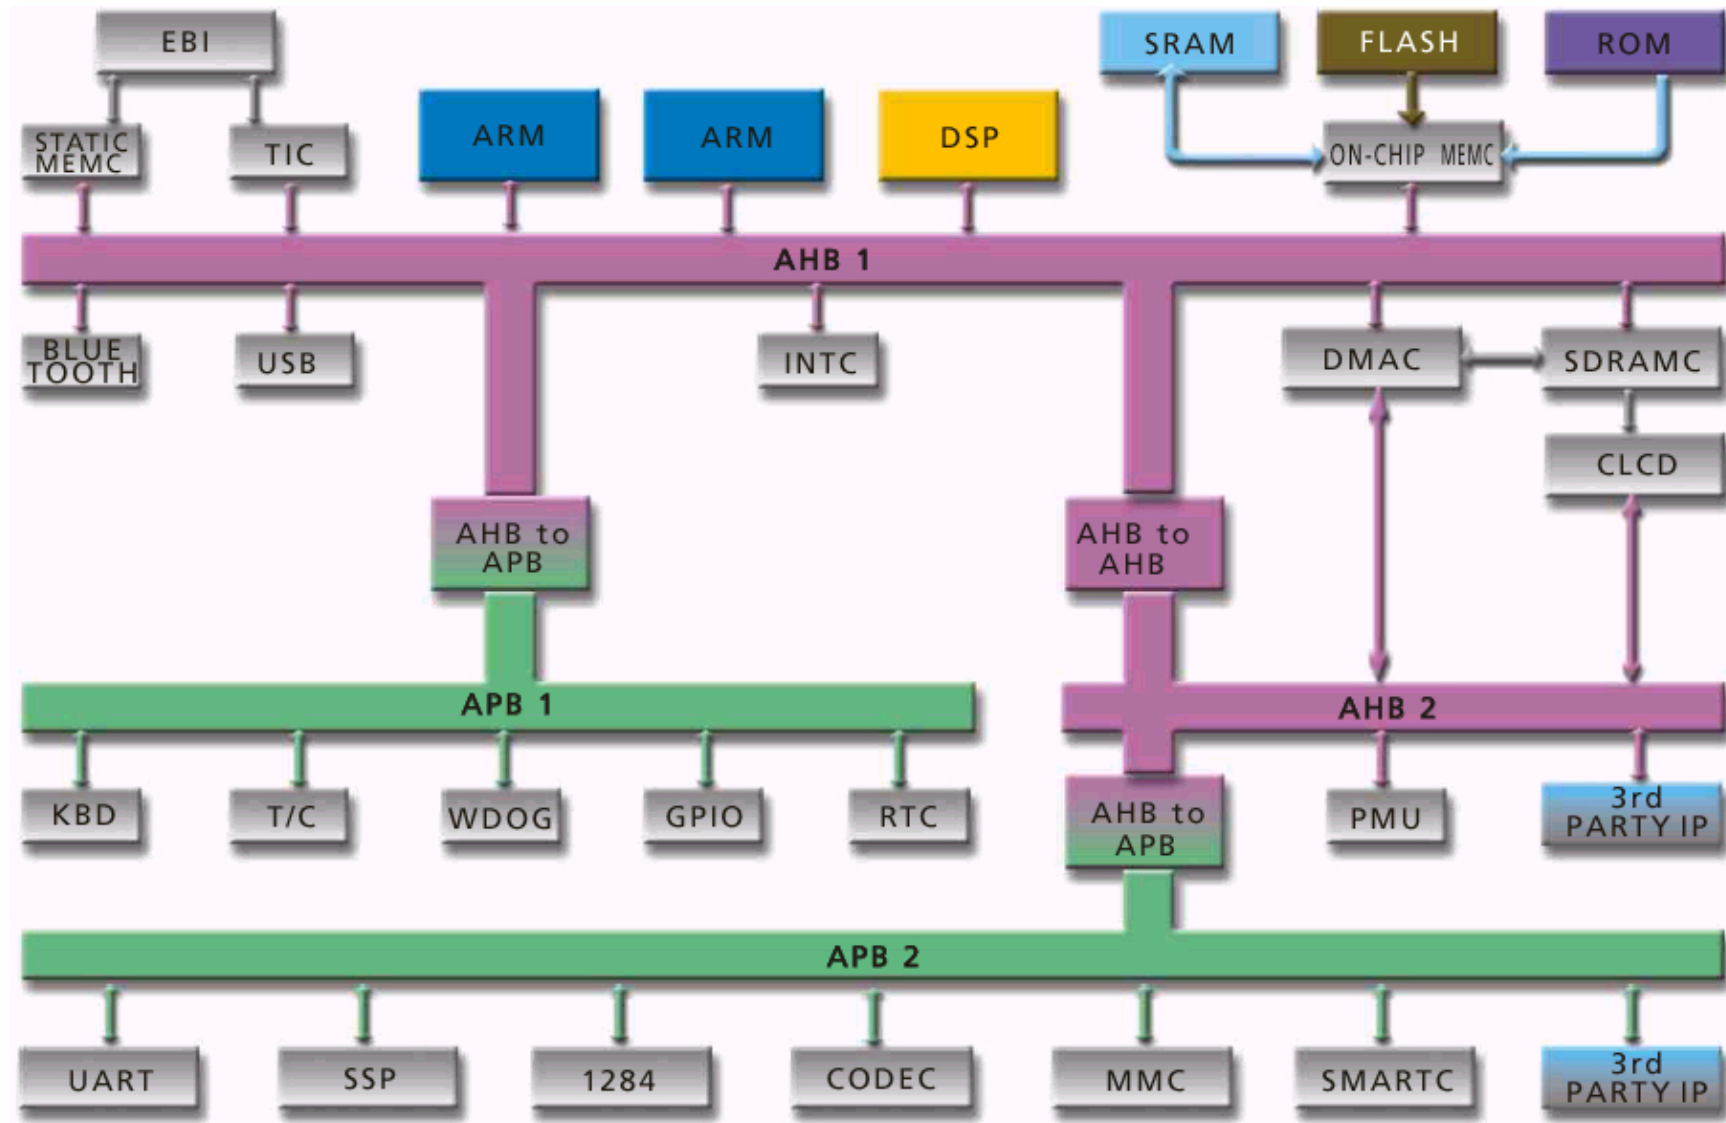 EBI
SRAM
FLASH
ROM
STATIC
MEMC
TIC
ARM
ARM
DSP
ON-CHIP MEMC
AHB 1
BLUE
TOOTH
USB
INTC
DMAC
SDRAMC
CLCD
AHB to
APB
AHB to
AHB
APB 1
AHB 2
KBD
T/C
WDOG
GPIO
RTC
AHB to
APB
PMU
3rd
PARTY IP
APB 2
UART
SSP
1284
CODEC
MMC
SMARTC
3rd
PARTY IP